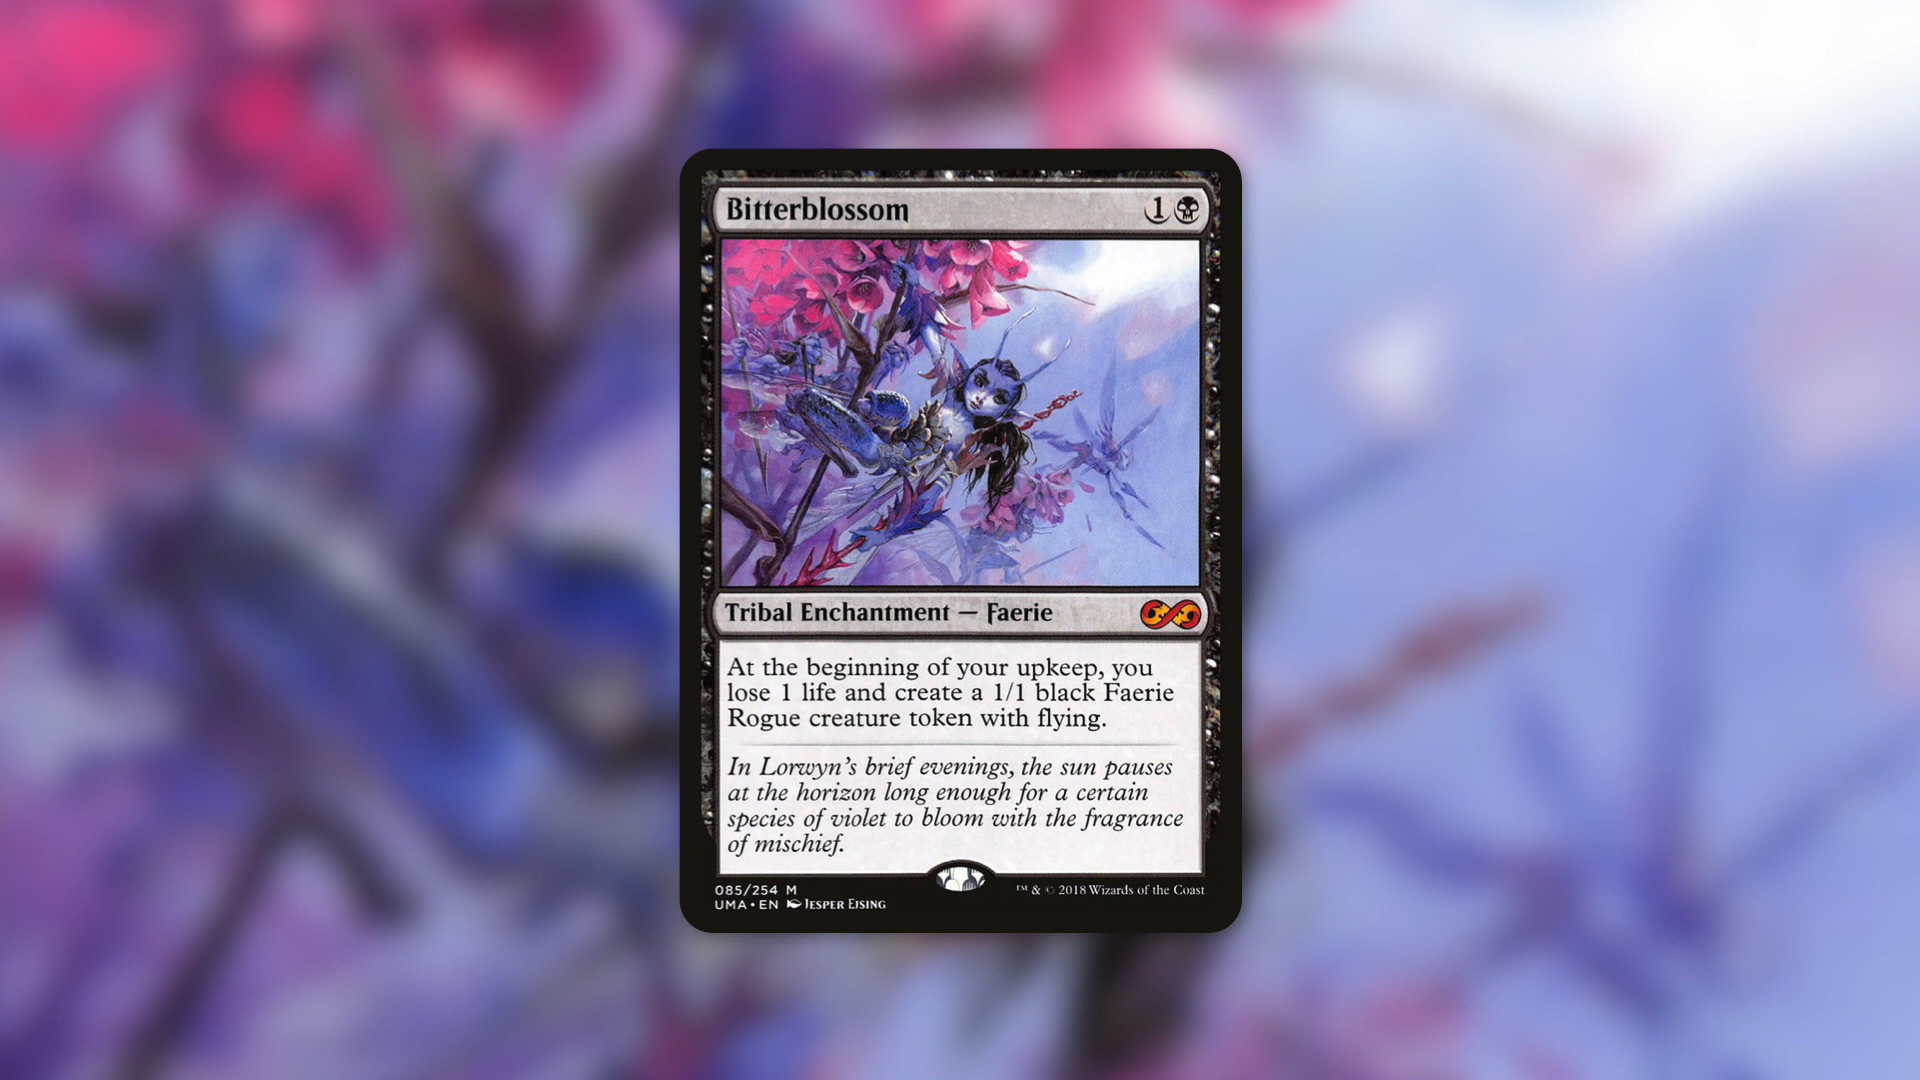 Bitterblossom
1
Tribal Enchantment — Faerie
At the beginning of your upkeep, you
lose 1 life and create a 1/1 black Faerie
Rogue creature token with flying.
In Lorwyn's brief evenings, the sun pauses
at the horizon long enough for a certain
species of violet to bloom with the fragrance
of mischief.
085/254 M
UMA • EN Jesper Ejsing
™ & © 2018 Wizards of the Coast